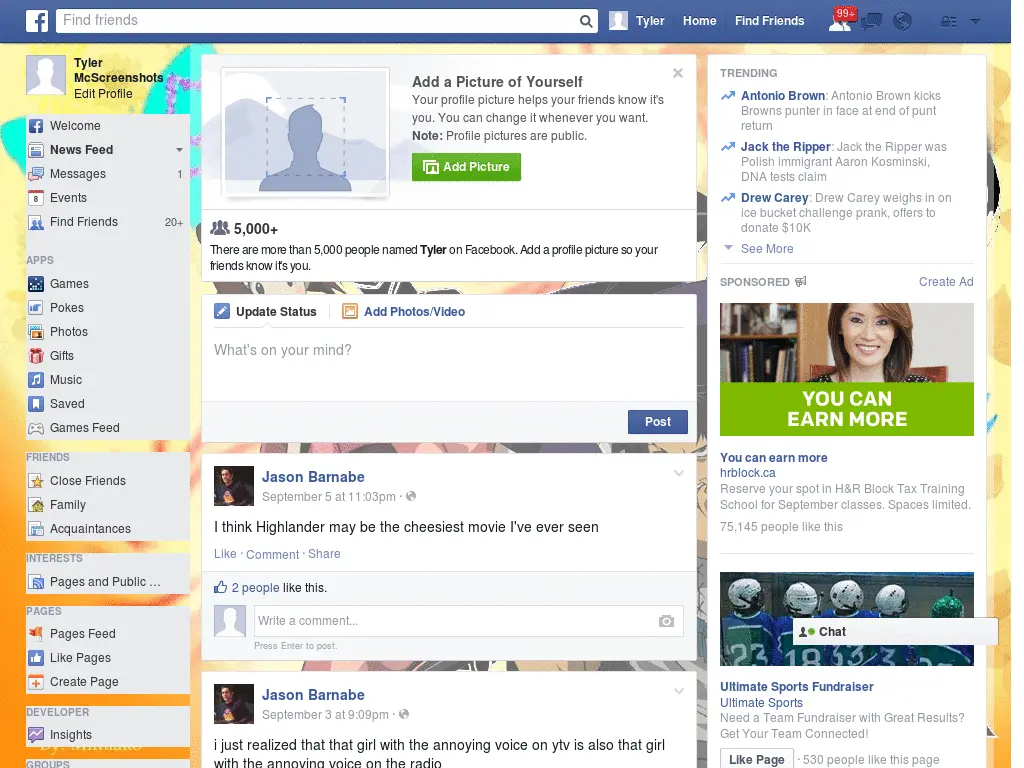 Find friends
Tyler
Home
Find Friends
99+
Tyler
McScreenshots
Edit Profile
Welcome
News Feed
Messages 1
8 Events
Find Friends 20+
APPS
Games
Pokes
Photos
Gifts
Music
Saved
Games Feed
FRIENDS
Close Friends
Family
Acquaintances
INTERESTS
Pages and Public ...
PAGES
Pages Feed
Like Pages
Create Page
DEVELOPER
Insights
GROUPS
Add a Picture of Yourself
Your profile picture helps your friends know it's
you. You can change it whenever you want.
Note: Profile pictures are public.
Add Picture
5,000+
There are more than 5,000 people named Tyler on Facebook. Add a profile picture so your
friends know it's you.
Update Status
Add Photos/Video
What's on your mind?
Post
Jason Barnabe
September 5 at 11:03pm ·
I think Highlander may be the cheesiest movie I've ever seen
Like · Comment · Share
2 people like this.
Write a comment...
Press Enter to post.
Jason Barnabe
September 3 at 9:09pm ·
i just realized that that girl with the annoying voice on ytv is also that girl
with the annoying voice on the radio
TRENDING
Antonio Brown: Antonio Brown kicks
Browns punter in face at end of punt
return
Jack the Ripper: Jack the Ripper was
Polish immigrant Aaron Kosminski,
DNA tests claim
Drew Carey: Drew Carey weighs in on
ice bucket challenge prank, offers to
donate $10K
See More
SPONSORED
Create Ad
YOU CAN
EARN MORE
You can earn more
hrblock.ca
Reserve your spot in H&R Block Tax Training
School for September classes. Spaces limited.
75,145 people like this
23 18 33
Chat
Ultimate Sports Fundraiser
Ultimate Sports
Need a Team Fundraiser with Great Results?
Get Your Team Connected!
Like Page · 530 people like this page